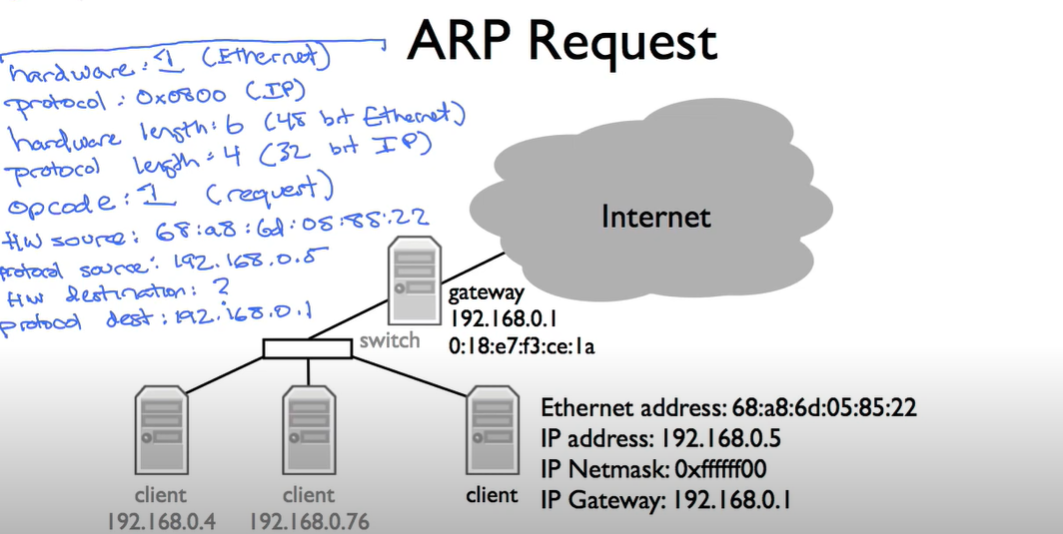 ARP Request
hardware: 1 (Ethernet)
protocol: 0x0800 (IP)
hardware length: 6 (48 bit Ethernet)
protocol length: 4 (32 bit IP)
opcode: 1 (request)
HW source: 68:a8:6d:05:85:22
protocol source: 192.168.0.5
HW destination: ?
protocol dest: 192.168.0.1
Internet
gateway
192.168.0.1
0:18:e7:f3:ce:1a
switch
Ethernet address: 68:a8:6d:05:85:22
IP address: 192.168.0.5
IP Netmask: 0xffffff00
IP Gateway: 192.168.0.1
client
192.168.0.4
client
192.168.0.76
client